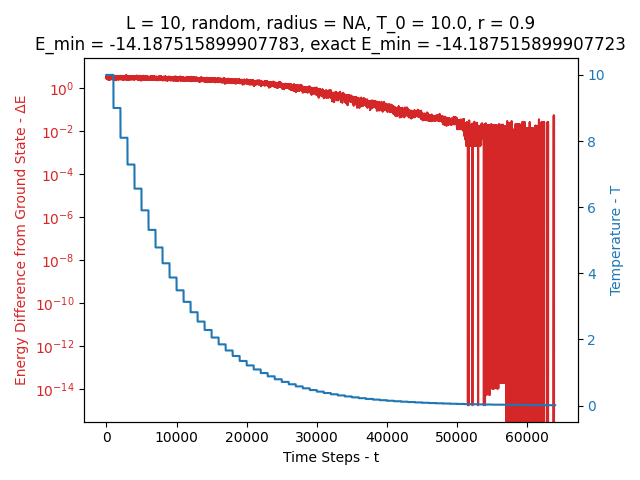 L = 10, random, radius = NA, T_0 = 10.0, r = 0.9
E_min = -14.187515899907783, exact E_min = -14.187515899907723
Energy Difference from Ground State - ΔE
10⁰
10⁻²
10⁻⁴
10⁻⁶
10⁻⁸
10⁻¹⁰
10⁻¹²
10⁻¹⁴
10
8
6
4
2
0
Temperature - T
0 10000 20000 30000 40000 50000 60000
Time Steps - t